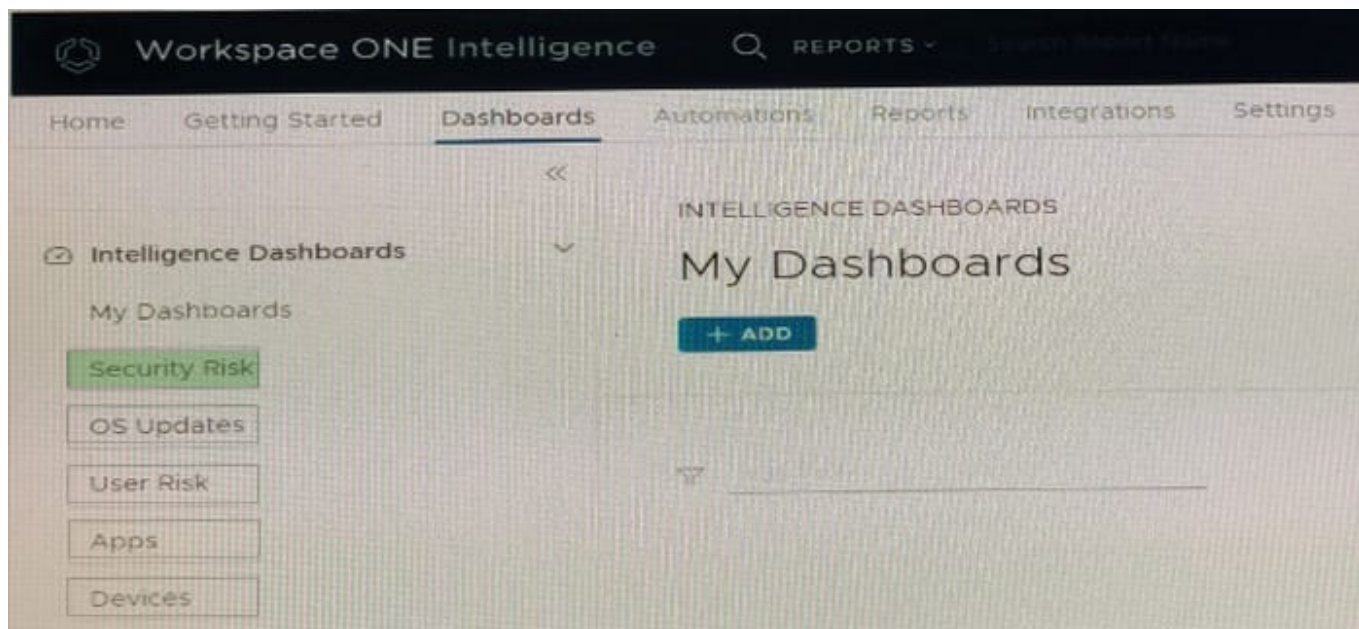 Workspace ONE Intelligence REPORTS
Home Getting Started Dashboards Automations Reports Integrations Settings
INTELLIGENCE DASHBOARDS
Intelligence Dashboards
My Dashboards
My Dashboards
+ ADD
Security Risk
OS Updates
User Risk
Apps
Devices